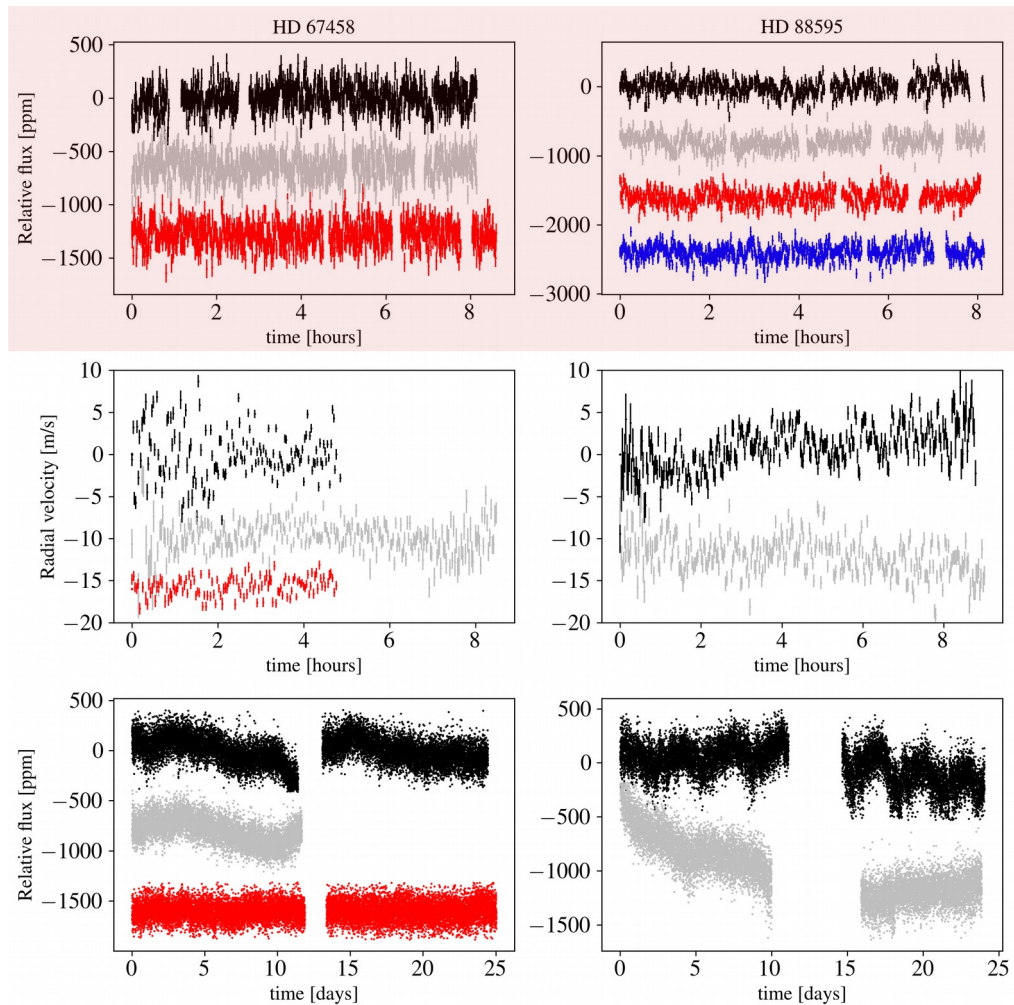 HD 67458
HD 88595
Relative flux [ppm]
500
0
−500
−1000
−1500
0
−1000
−2000
−3000
0 2 4 6 8
0 2 4 6 8
time [hours]
time [hours]
Radial velocity [m/s]
10
5
0
−5
−10
−15
−20
10
5
0
−5
−10
−15
−20
0 2 4 6 8
0 2 4 6 8
time [hours]
time [hours]
Relative flux [ppm]
500
0
−500
−1000
−1500
500
0
−500
−1000
−1500
0 5 10 15 20 25
0 5 10 15 20 25
time [days]
time [days]